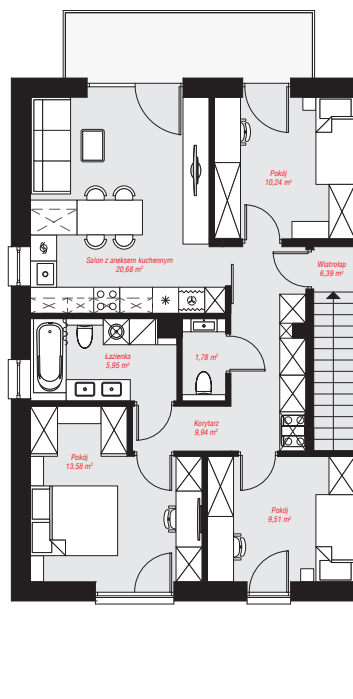 Pokój
10,24 m²
Salon z aneksem kuchennym
20,68 m²
Wiatrołap
6,39 m²
Łazienka
5,95 m²
1,78 m²
Korytarz
9,94 m²
Pokój
13,58 m²
Pokój
9,51 m²